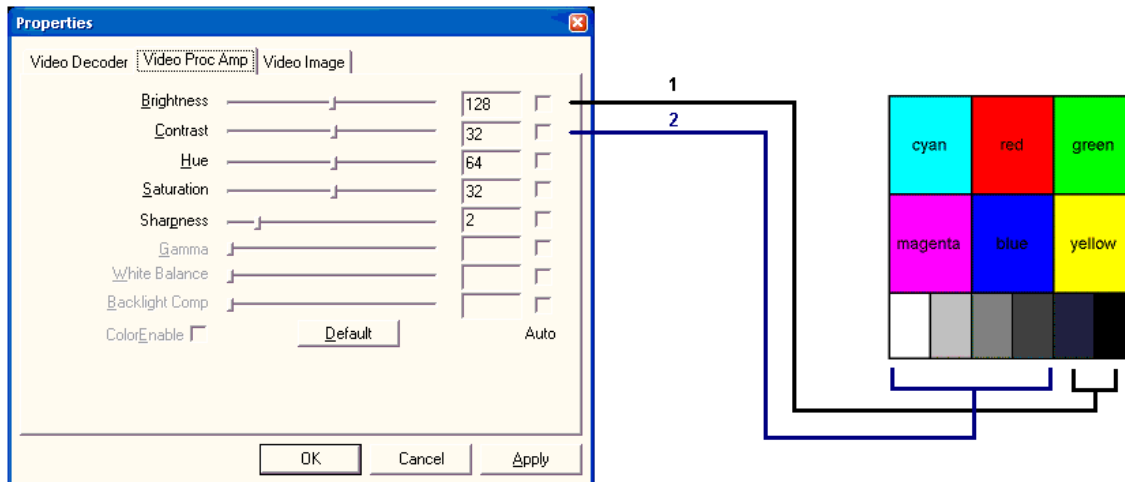 Properties
Video Decoder Video Proc Amp Video Image
Brightness 128
Contrast 32
Hue 64
Saturation 32
Sharpness 2
Gamma
White Balance
Backlight Comp
ColorEnable Default Auto
OK Cancel Apply
1
2
cyan red green
magenta blue yellow